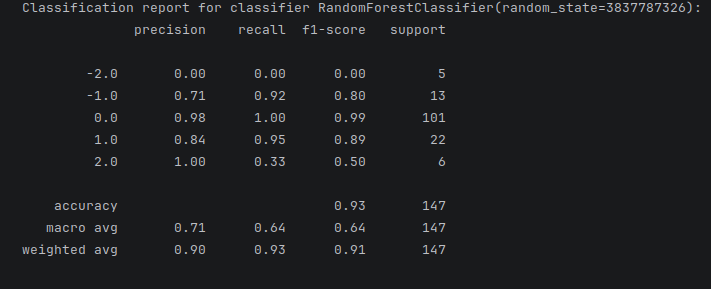 Classification report for classifier RandomForestClassifier(random_state=3837787326):
precision recall f1-score support
-2.0 0.00 0.00 0.00 5
-1.0 0.71 0.92 0.80 13
0.0 0.98 1.00 0.99 101
1.0 0.84 0.95 0.89 22
2.0 1.00 0.33 0.50 6
accuracy 0.93 147
macro avg 0.71 0.64 0.64 147
weighted avg 0.90 0.93 0.91 147